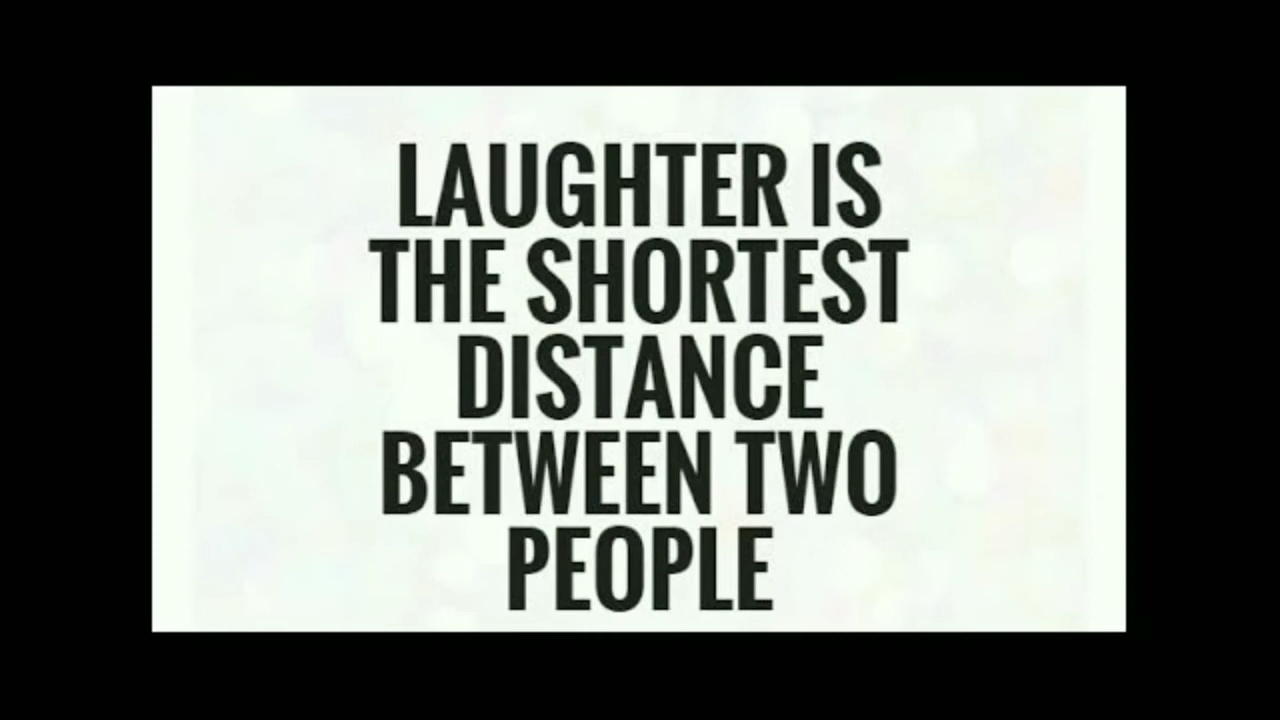 LAUGHTER IS
THE SHORTEST
DISTANCE
BETWEEN TWO
PEOPLE